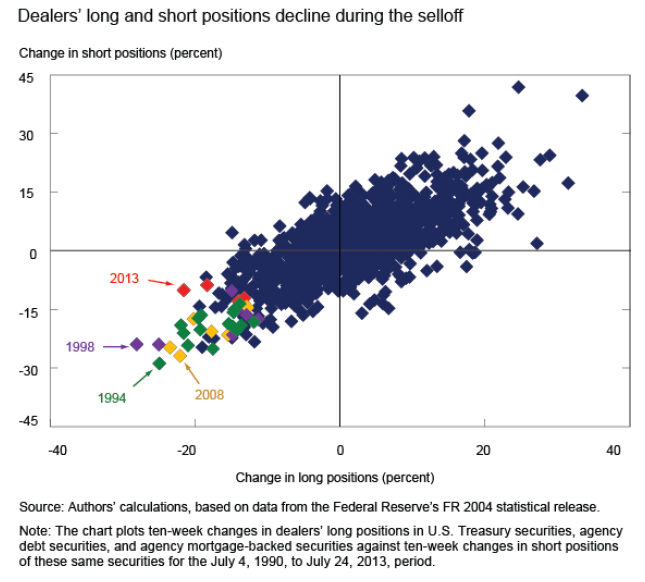 Dealers' long and short positions decline during the selloff
Change in short positions (percent)
45
30
15
0
-15
-30
-45
2013
1998
1994
2008
-40
-20
0
20
40
Change in long positions (percent)
Source: Authors' calculations, based on data from the Federal Reserve's FR 2004 statistical release.
Note: The chart plots ten-week changes in dealers' long positions in U.S. Treasury securities, agency
debt securities, and agency mortgage-backed securities against ten-week changes in short positions
of these same securities for the July 4, 1990, to July 24, 2013, period.